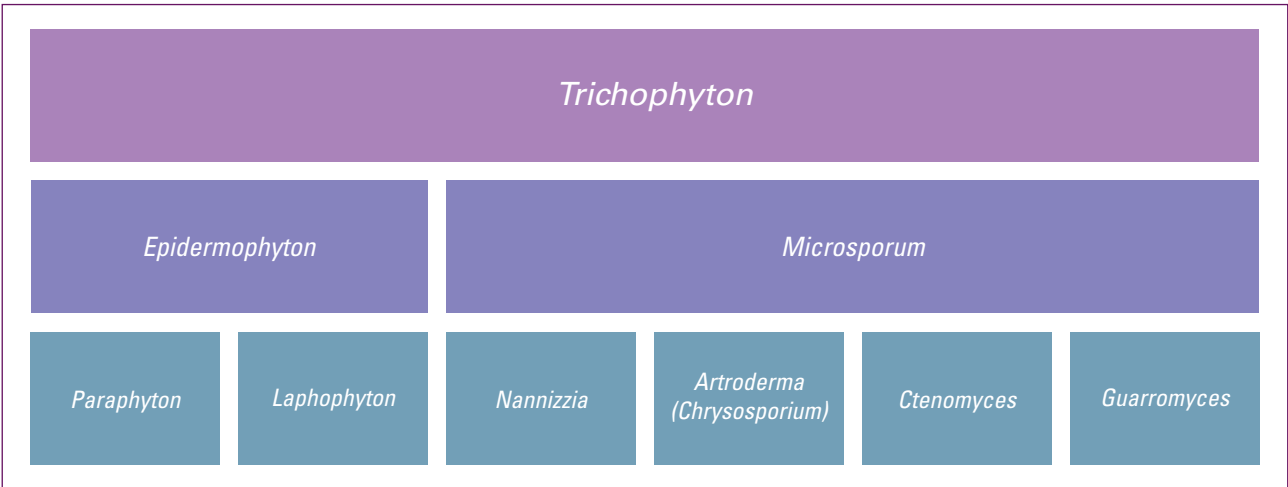 Trichophyton
Epidermophyton
Microsporum
Paraphyton
Laphophyton
Nannizzia
Artroderma
(Chrysosporium)
Ctenomyces
Guarromyces